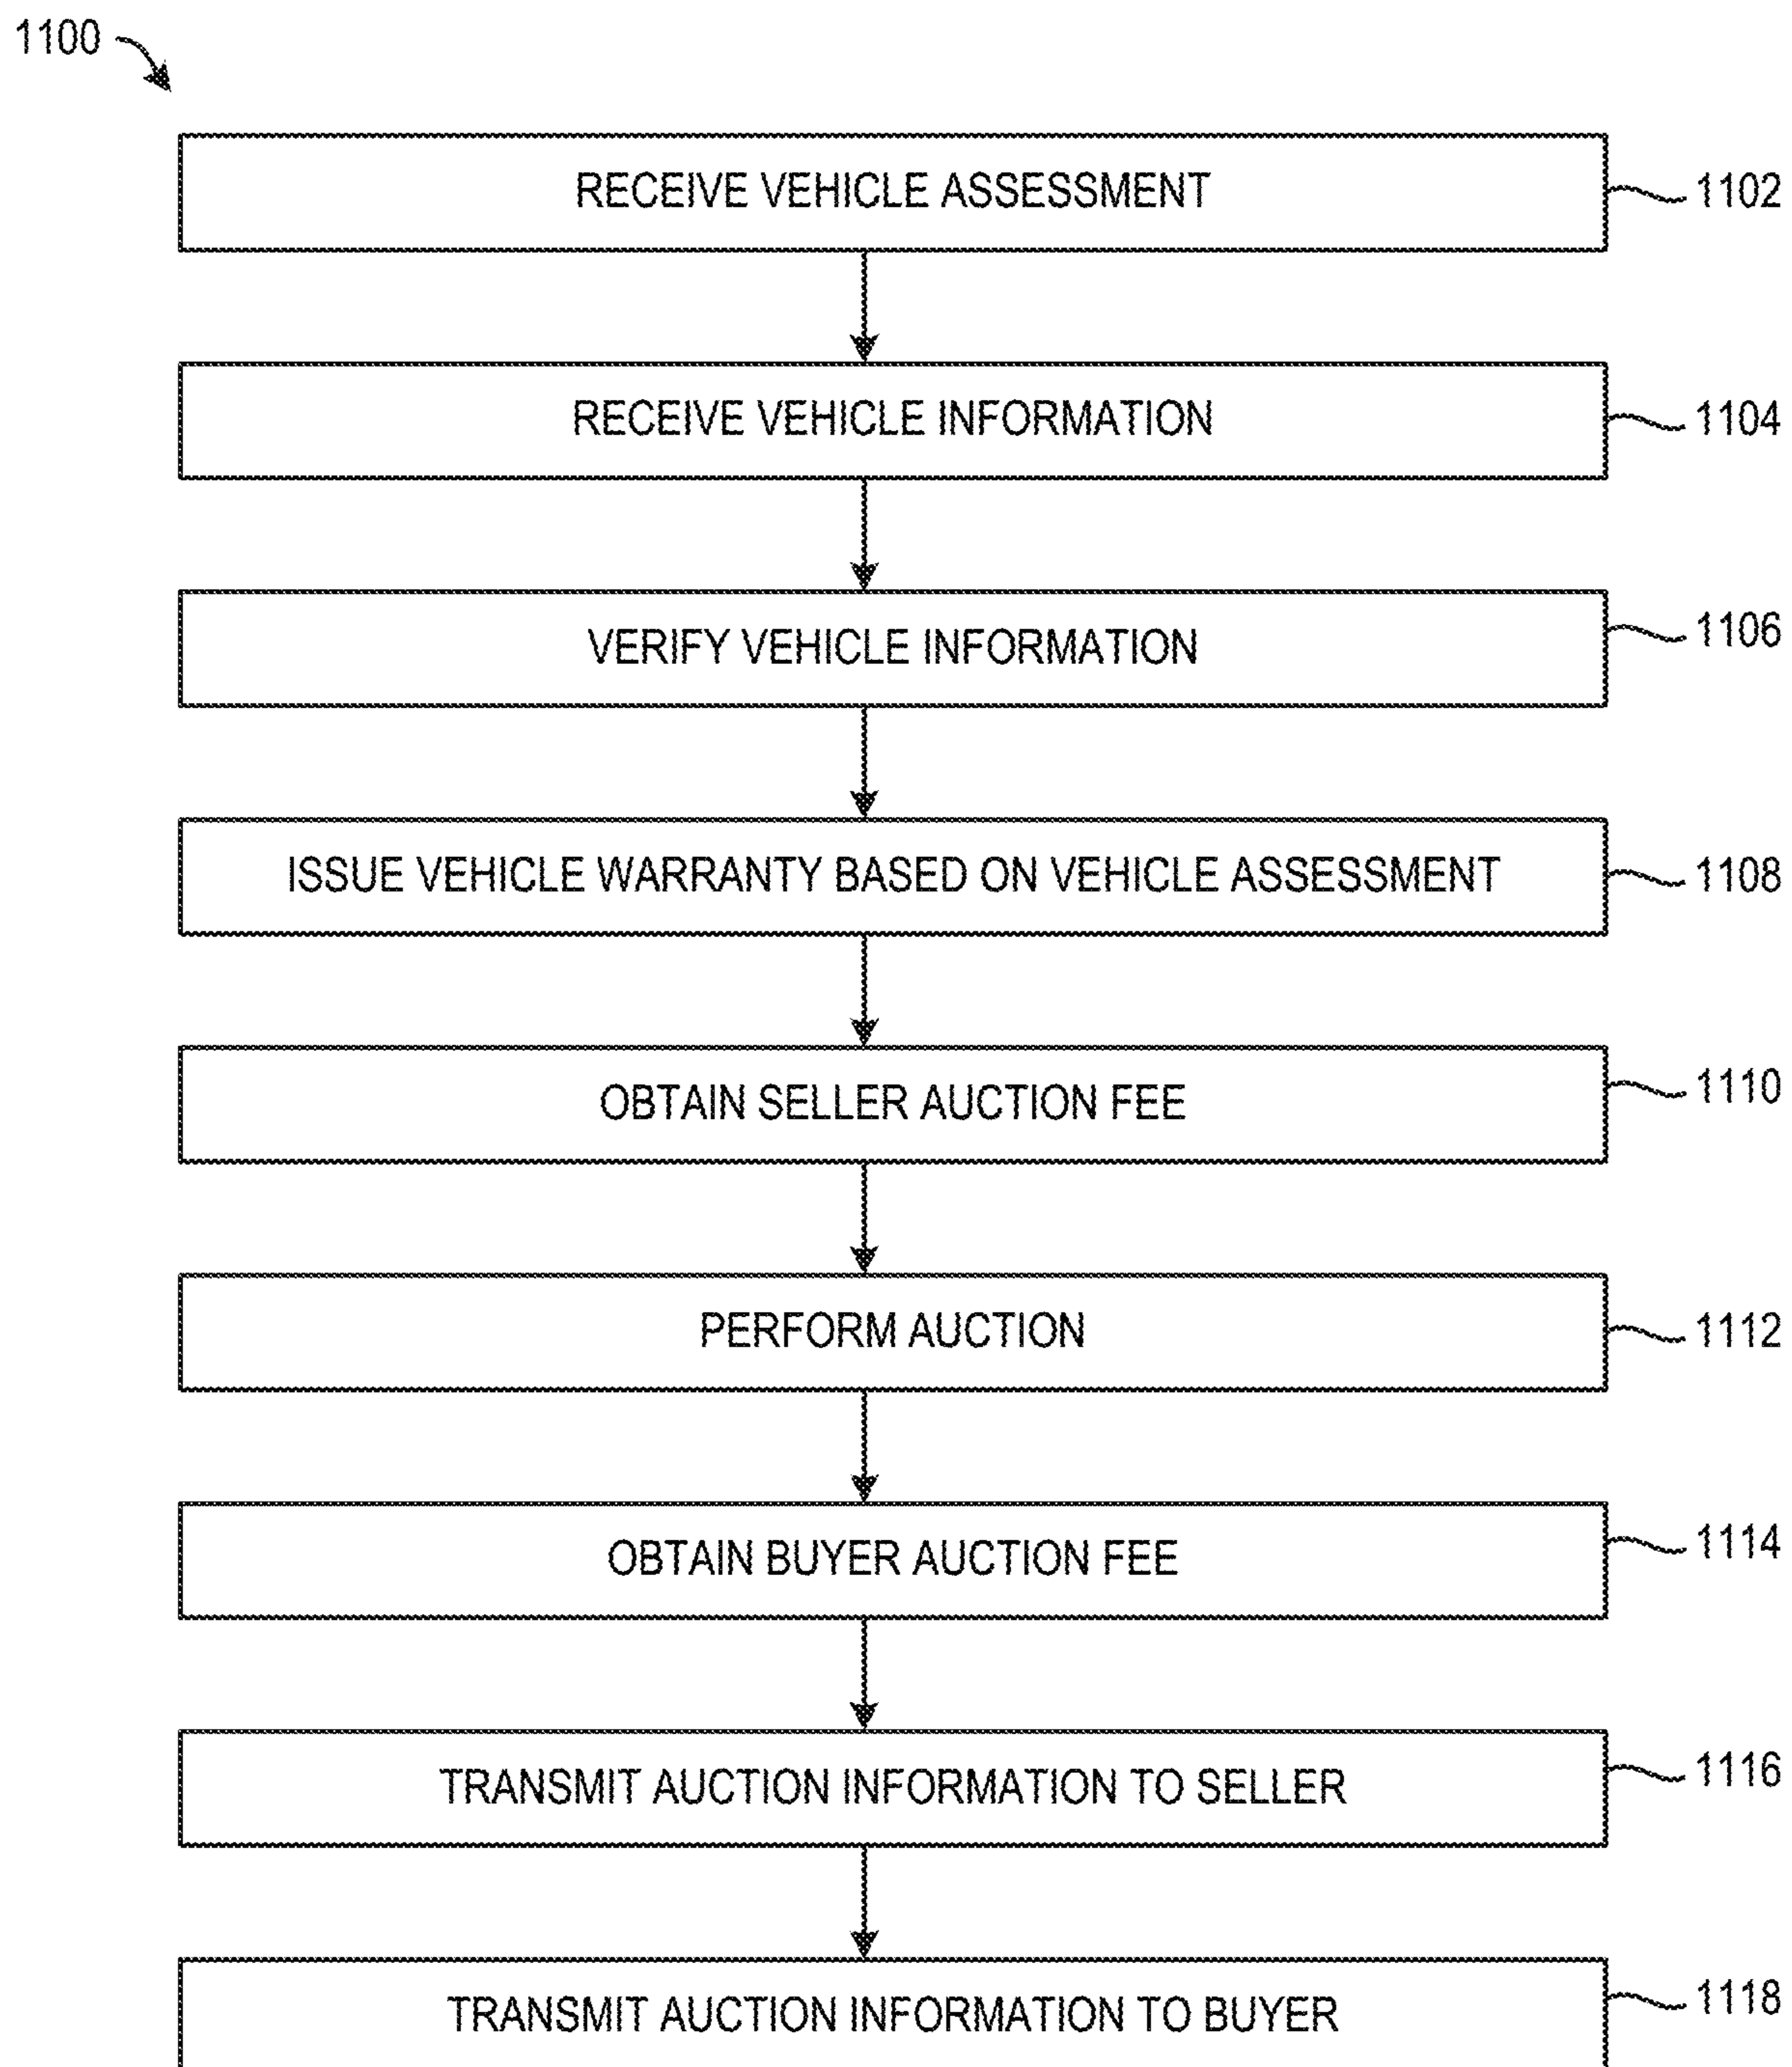 1100
RECEIVE VEHICLE ASSESSMENT 1102
RECEIVE VEHICLE INFORMATION 1104
VERIFY VEHICLE INFORMATION 1106
ISSUE VEHICLE WARRANTY BASED ON VEHICLE ASSESSMENT 1108
OBTAIN SELLER AUCTION FEE 1110
PERFORM AUCTION 1112
OBTAIN BUYER AUCTION FEE 1114
TRANSMIT AUCTION INFORMATION TO SELLER 1116
TRANSMIT AUCTION INFORMATION TO BUYER 1118